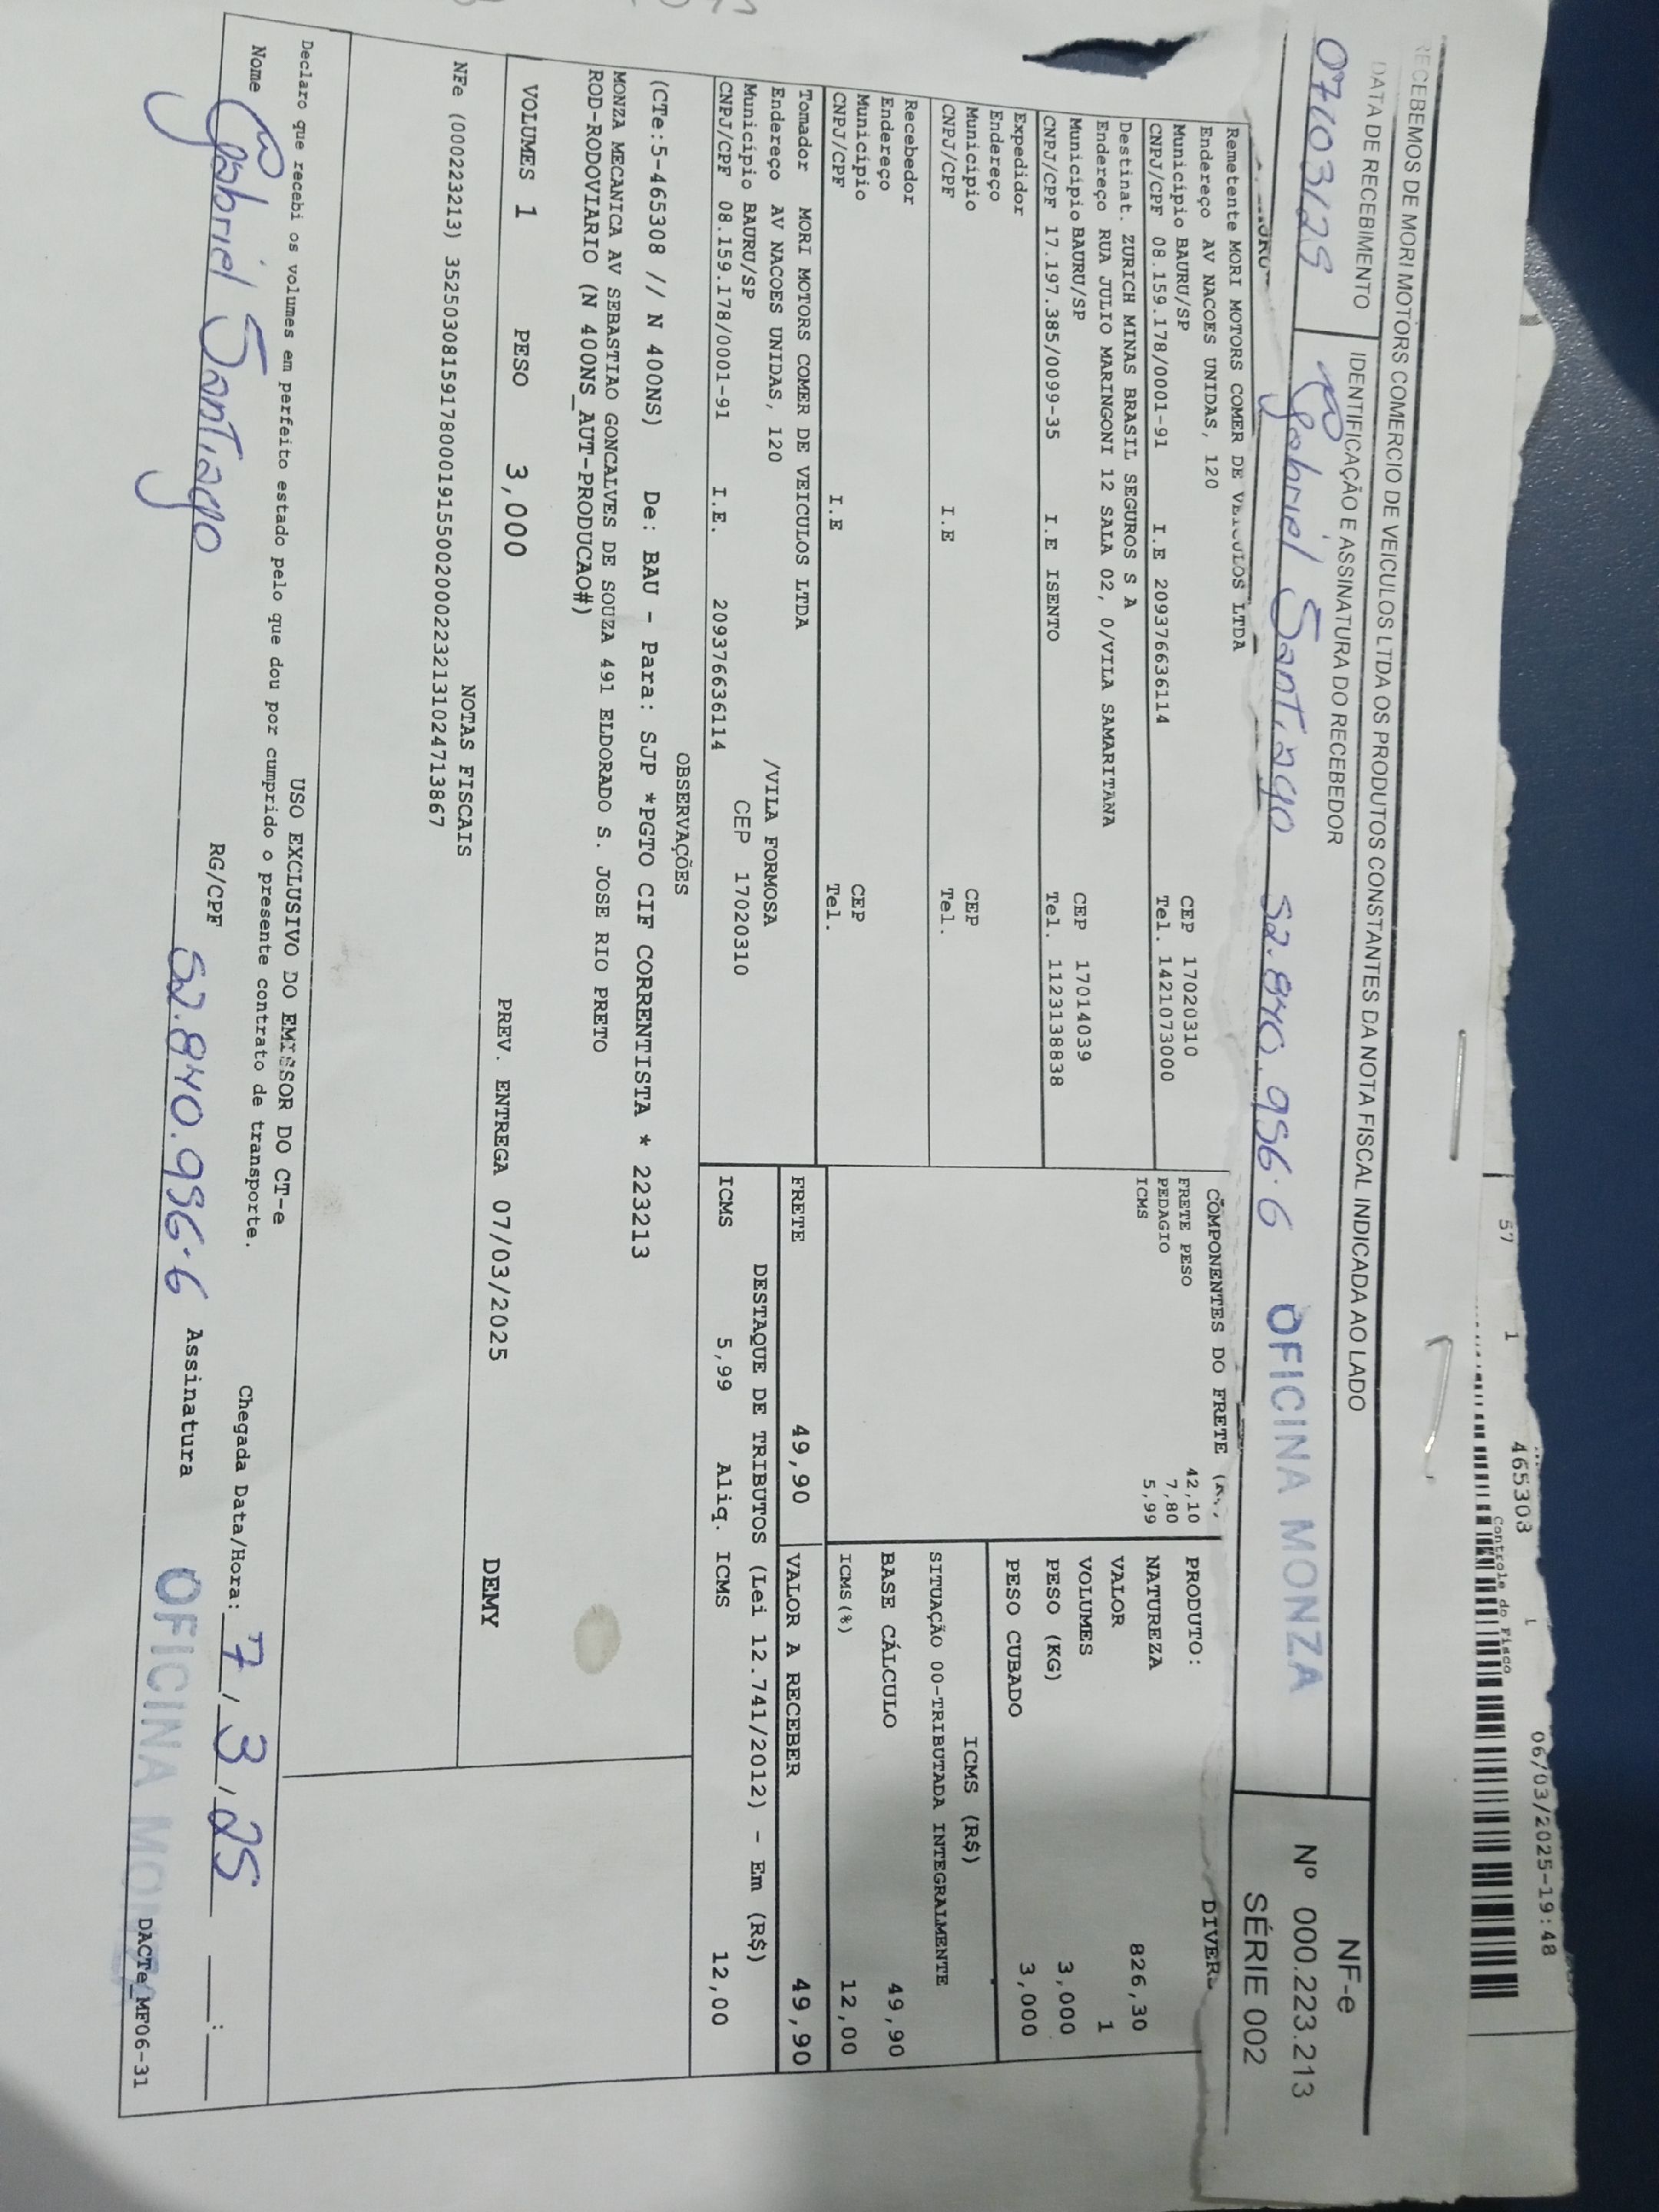 57 1 465303 1 06/03/2025-19:48
Controle do Fisco
RECEBEMOS DE MORI MOTORS COMERCIO DE VEICULOS LTDA OS PRODUTOS CONSTANTES DA NOTA FISCAL INDICADA AO LADO
DATA DE RECEBIMENTO IDENTIFICAÇÃO E ASSINATURA DO RECEBEDOR
NF-e
Nº 000.223.213
SÉRIE 002
07/03/25 Gabriel Santiago 52.840.956.6 OFICINA MONZA
Remetente MORI MOTORS COMER DE VEICULOS LTDA
Endereço AV NACOES UNIDAS, 120
Município BAURU/SP CEP 17020310
CNPJ/CPF 08.159.178/0001-91 I.E 209376636114 Tel. 1421073000
Destinat. ZURICH MINAS BRASIL SEGUROS S A
Endereço RUA JULIO MARINGONI 12 SALA 02, 0/VILA SAMARITANA
Município BAURU/SP CEP 17014039
CNPJ/CPF 17.197.385/0099-35 I.E ISENTO Tel. 1123138838
Expedidor
Endereço
Município CEP
CNPJ/CPF I.E Tel.
Recebedor
Endereço
Município CEP
CNPJ/CPF I.E Tel.
Tomador MORI MOTORS COMER DE VEICULOS LTDA
Endereço AV NACOES UNIDAS, 120 /VILA FORMOSA
Município BAURU/SP CEP 17020310
CNPJ/CPF 08.159.178/0001-91 I.E. 209376636114
COMPONENTES DO FRETE
FRETE PESO 42,10
PEDAGIO 7,80
ICMS 5,99
PRODUTO: DIVER
NATUREZA
VALOR 826,30
VOLUMES 1
PESO (KG) 3,000
PESO CUBADO 3,000
ICMS (R$)
SITUAÇÃO 00-TRIBUTADA INTEGRALMENTE
BASE CÁLCULO 49,90
ICMS(%) 12,00
FRETE 49,90 VALOR A RECEBER 49,90
DESTAQUE DE TRIBUTOS (Lei 12.741/2012) - Em (R$)
ICMS 5,99 Aliq. ICMS 12,00
OBSERVAÇÕES
(CTe:5-465308 // N 400NS) De: BAU - Para: SJP *PGTO CIF CORRENTISTA * 223213
MONZA MECANICA AV SEBASTIAO GONCALVES DE SOUZA 491 ELDORADO S. JOSE RIO PRETO
ROD-RODOVIARIO (N 400NS_AUT-PRODUCAO#)
VOLUMES 1 PESO 3,000 PREV. ENTREGA 07/03/2025 DEMY
NOTAS FISCAIS
NFe (000223213) 35250308159178000191550020002232131024713867
USO EXCLUSIVO DO EMISSOR DO CT-e
Declaro que recebi os volumes em perfeito estado pelo que dou por cumprido o presente contrato de transporte.
Chegada Data/Hora: 7/3/25 __:__
Nome Gabriel Santiago RG/CPF 52.840.996.6 Assinatura OFICINA MONZA
DACTe_MF06-31